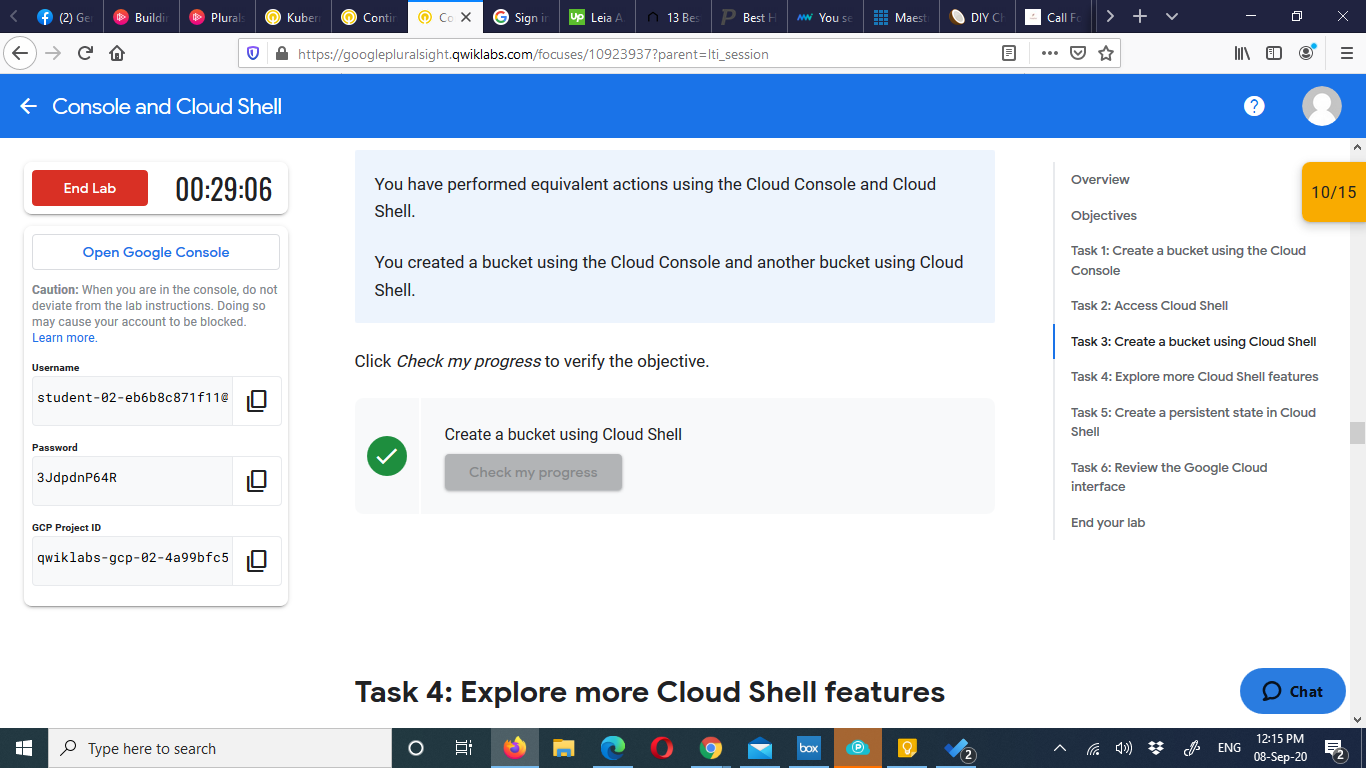 (2) Ge
Buildin
Plurals
Kubern
Contin
Co
Sign in
Leia A.
13 Bes
Best H
You se
Maest
DIY Ch
Call Fo
https://googlepluralsight.qwiklabs.com/focuses/10923937?parent=lti_session
Console and Cloud Shell
End Lab
00:29:06
Open Google Console
Caution: When you are in the console, do not
deviate from the lab instructions. Doing so
may cause your account to be blocked.
Learn more.
Username
student-02-eb6b8c871f11@
Password
3JdpdnP64R
GCP Project ID
qwiklabs-gcp-02-4a99bfc5
You have performed equivalent actions using the Cloud Console and Cloud
Shell.
You created a bucket using the Cloud Console and another bucket using Cloud
Shell.
Click Check my progress to verify the objective.
Create a bucket using Cloud Shell
Check my progress
Task 4: Explore more Cloud Shell features
10/15
Overview
Objectives
Task 1: Create a bucket using the Cloud
Console
Task 2: Access Cloud Shell
Task 3: Create a bucket using Cloud Shell
Task 4: Explore more Cloud Shell features
Task 5: Create a persistent state in Cloud
Shell
Task 6: Review the Google Cloud
interface
End your lab
Chat
Type here to search
box
2
ENG
12:15 PM
08-Sep-20
2